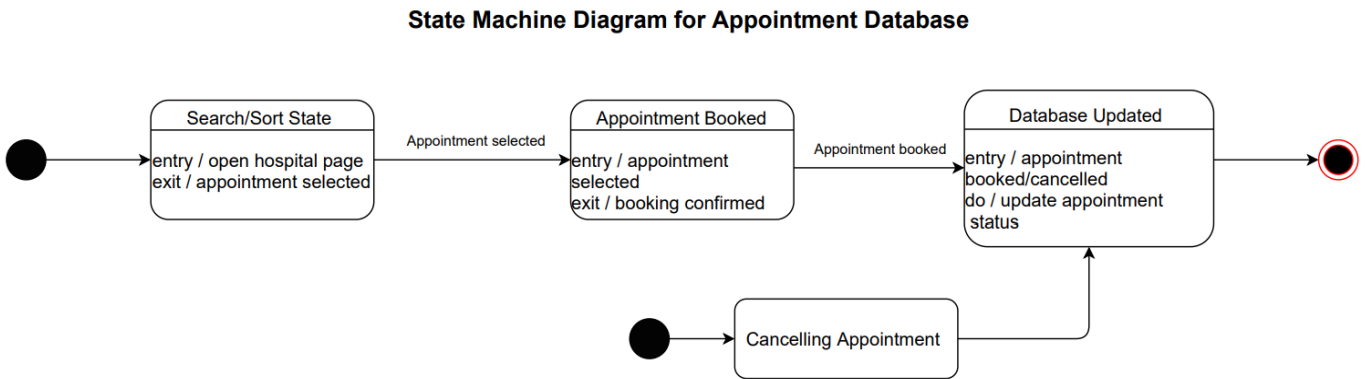 State Machine Diagram for Appointment Database
Search/Sort State
entry / open hospital page
exit / appointment selected
Appointment selected
Appointment Booked
entry / appointment
selected
exit / booking confirmed
Appointment booked
Database Updated
entry / appointment
booked/cancelled
do / update appointment
status
Cancelling Appointment